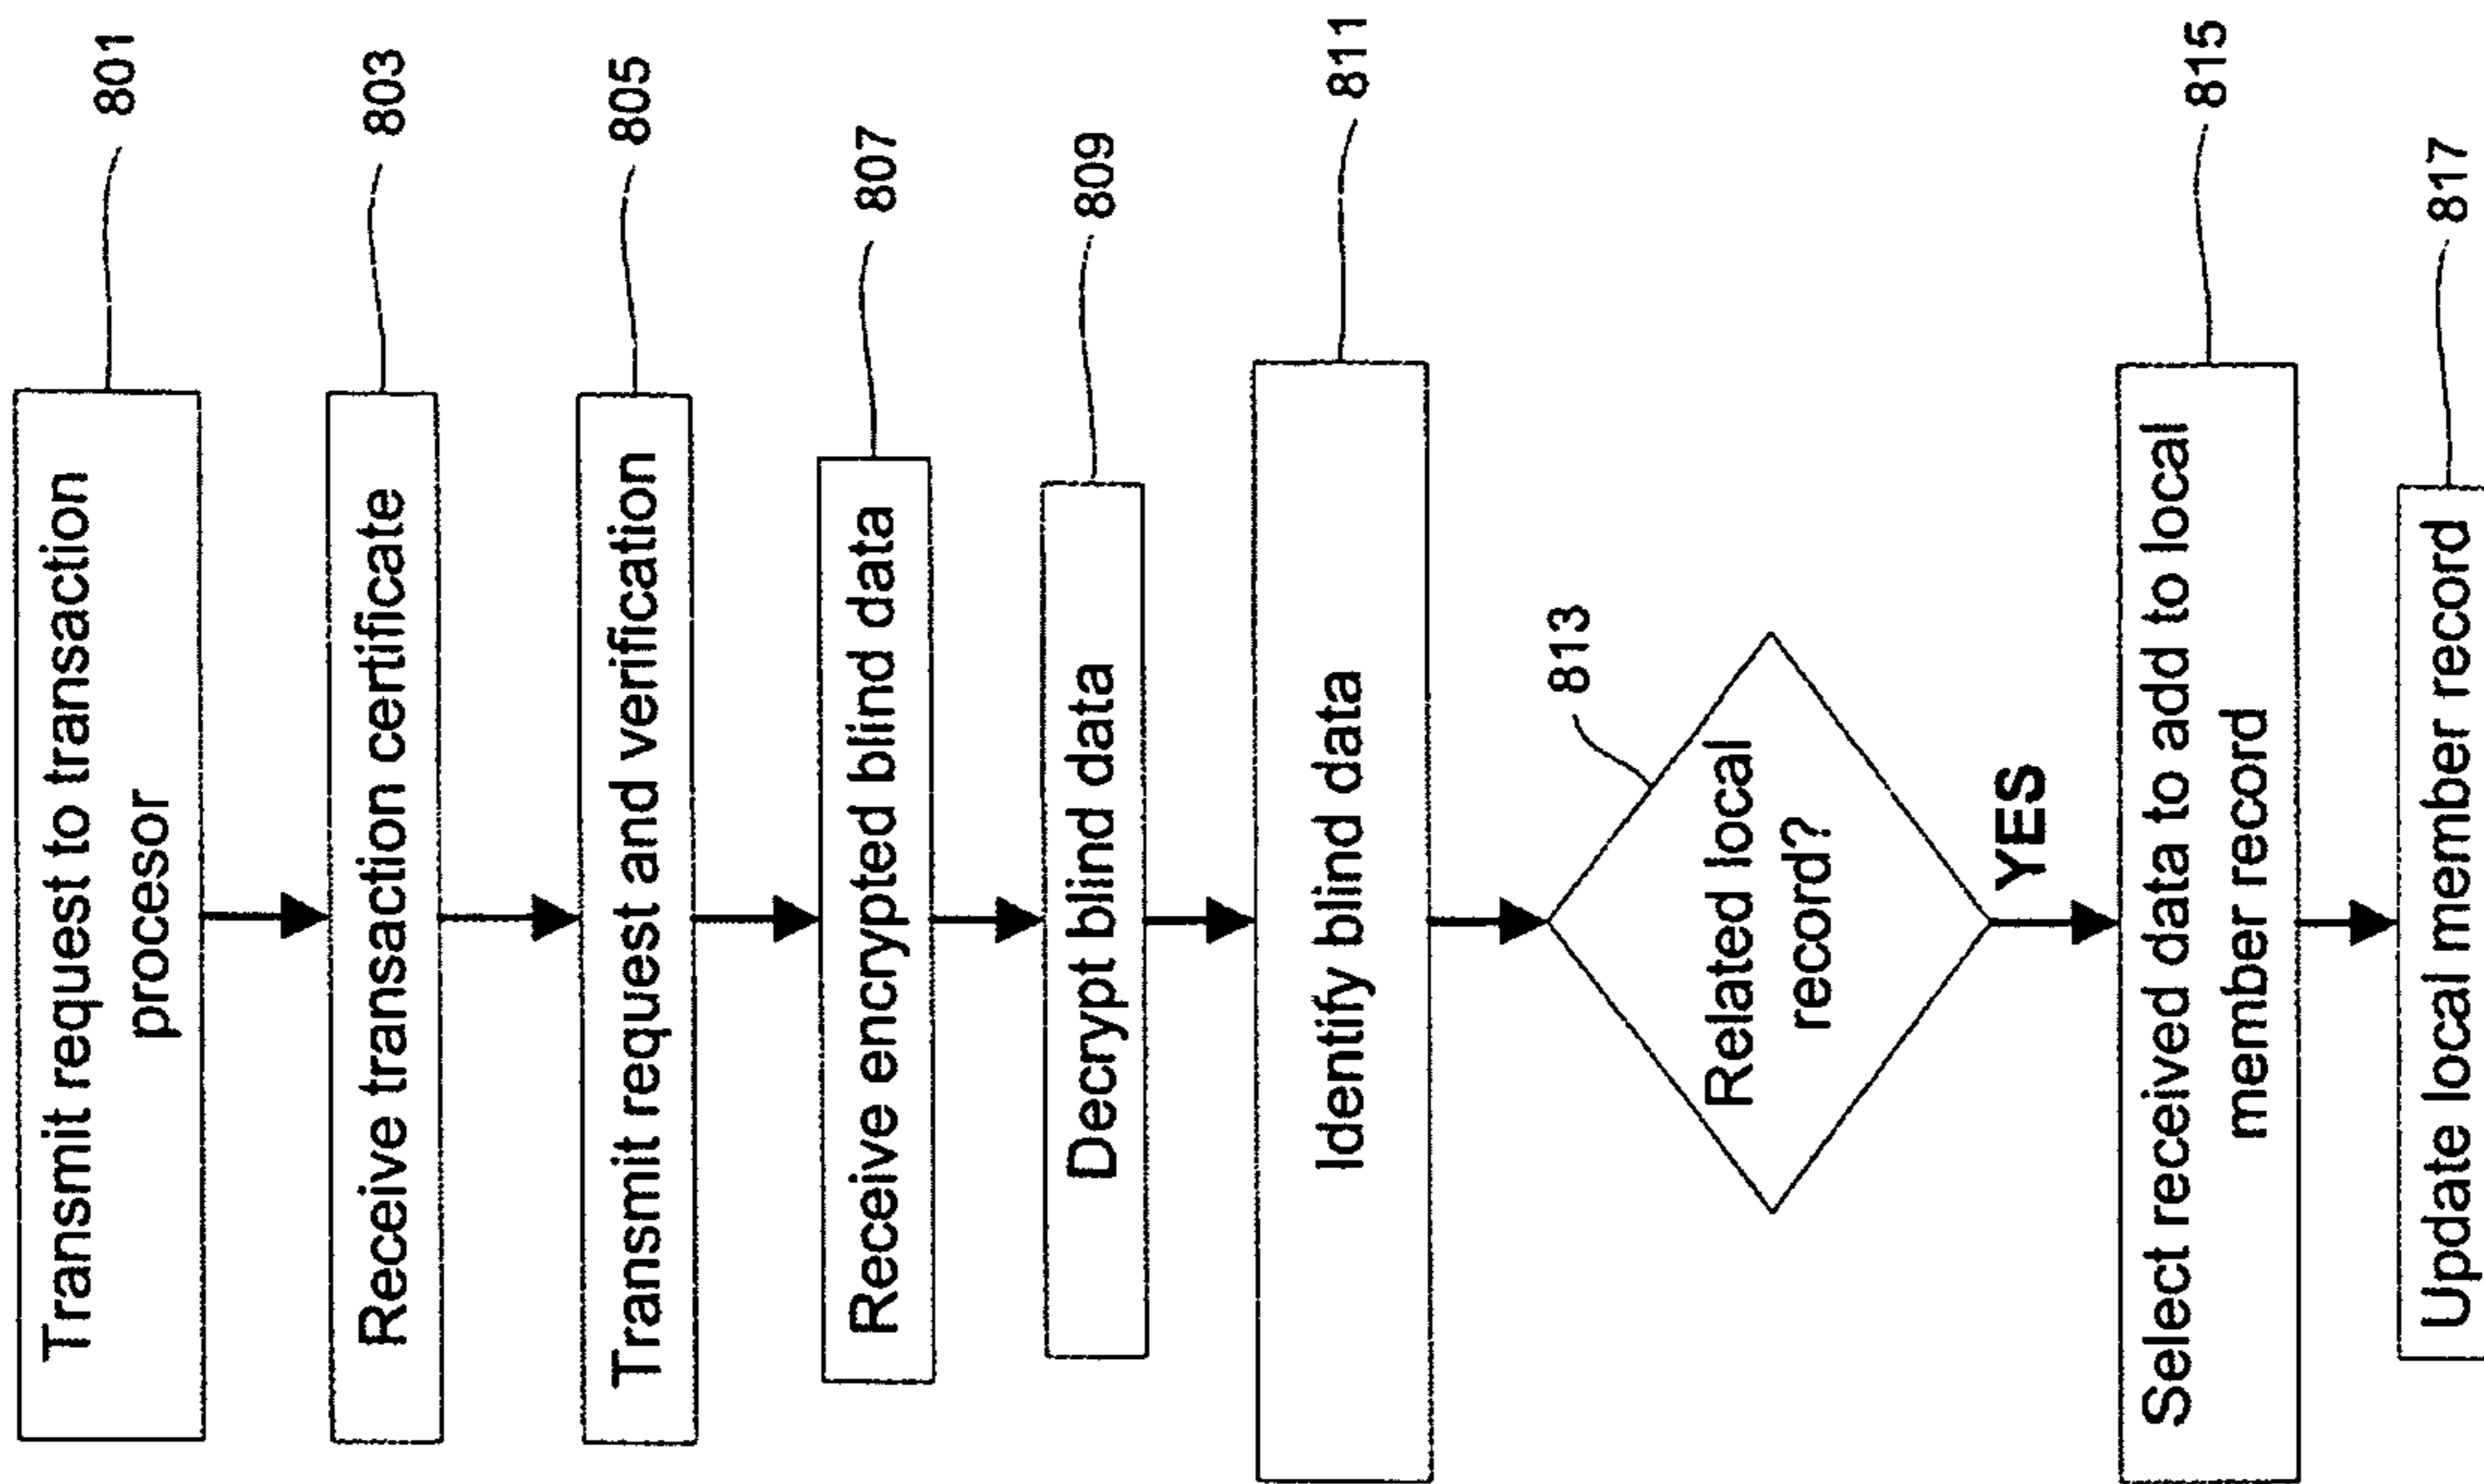 Transmit request to transaction
processor
801
Receive transaction certificate
803
Transmit request and verification
805
Receive encrypted blind data
807
Decrypt blind data
809
Identify blind data
811
813
Related local
record?
YES
Select received data to add to local
member record
815
Update local member record
817